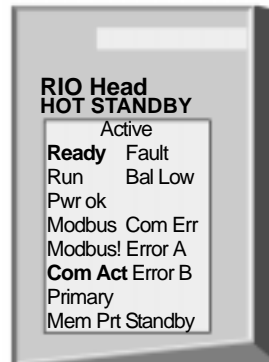 RIO Head
HOT STANDBY
Active
Ready Fault
Run Bal Low
Pwr ok
Modbus Com Err
Modbus! Error A
Com Act Error B
Primary
Mem Prt Standby